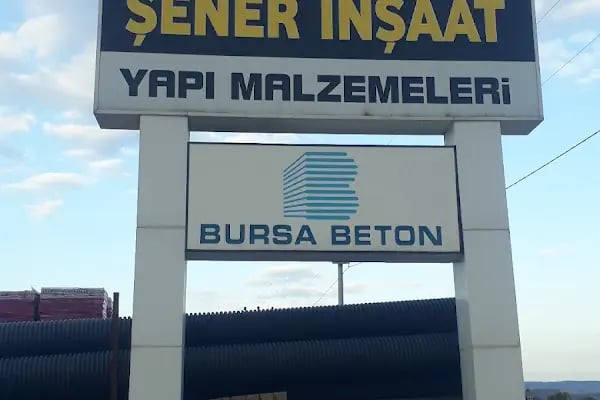 ŞENER İNŞAAT
YAPI MALZEMELERİ
BURSA BETON